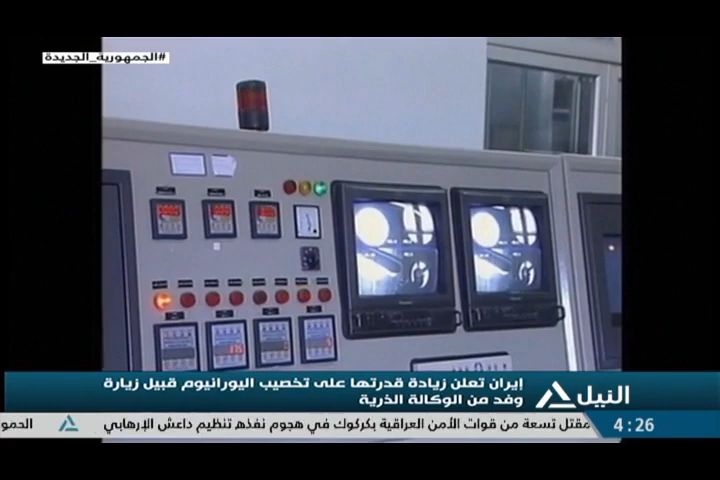 #الجمهورية_الجديدة
إيران تعلن زيادة قدرتها على تخصيب اليورانيوم قبيل زيارة
وفد من الوكالة الذرية
النيل
مقتل تسعة من قوات الأمن العراقية بكركوك في هجوم نفذه تنظيم داعش الإرهابي
الحمو
4:26